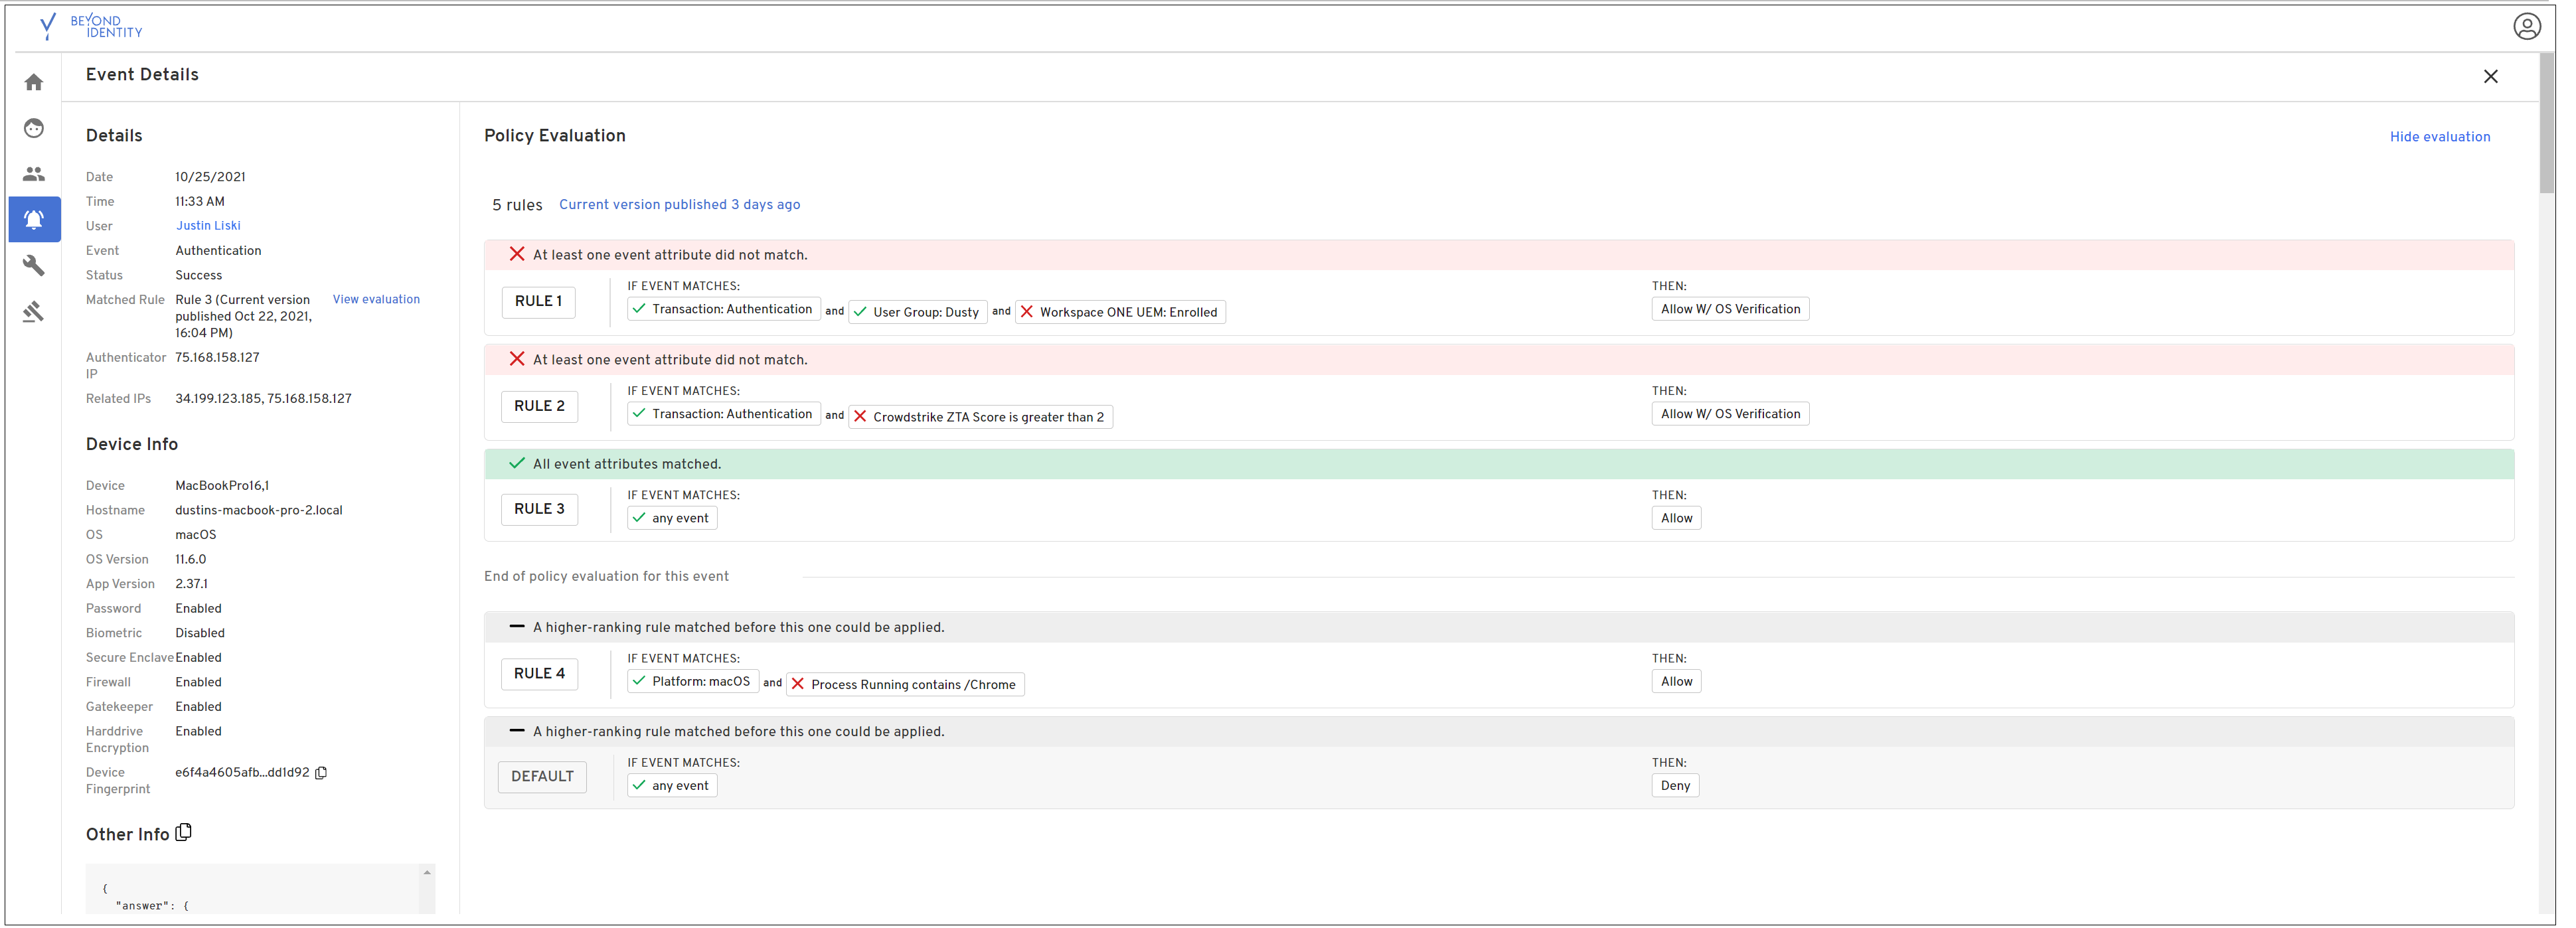 BEYOND
IDENTITY
Event Details
Details
Date 10/25/2021
Time 11:33 AM
User Justin Liski
Event Authentication
Status Success
Matched Rule Rule 3 (Current version View evaluation
published Oct 22, 2021,
16:04 PM)
Authenticator 75.168.158.127
IP
Related IPs 34.199.123.185, 75.168.158.127
Device Info
Device MacBookPro16,1
Hostname dustins-macbook-pro-2.local
OS macOS
OS Version 11.6.0
App Version 2.37.1
Password Enabled
Biometric Disabled
Secure Enclave Enabled
Firewall Enabled
Gatekeeper Enabled
Harddrive Enabled
Encryption
Device e6f4a4605afb...dd1d92
Fingerprint
Other Info
{
"answer": {
Policy Evaluation
Hide evaluation
5 rules Current version published 3 days ago
At least one event attribute did not match.
RULE 1
IF EVENT MATCHES:
Transaction: Authentication and User Group: Dusty and Workspace ONE UEM: Enrolled
THEN:
Allow W/ OS Verification
At least one event attribute did not match.
RULE 2
IF EVENT MATCHES:
Transaction: Authentication and Crowdstrike ZTA Score is greater than 2
THEN:
Allow W/ OS Verification
All event attributes matched.
RULE 3
IF EVENT MATCHES:
any event
THEN:
Allow
End of policy evaluation for this event
A higher-ranking rule matched before this one could be applied.
RULE 4
IF EVENT MATCHES:
Platform: macOS and Process Running contains /Chrome
THEN:
Allow
A higher-ranking rule matched before this one could be applied.
DEFAULT
IF EVENT MATCHES:
any event
THEN:
Deny